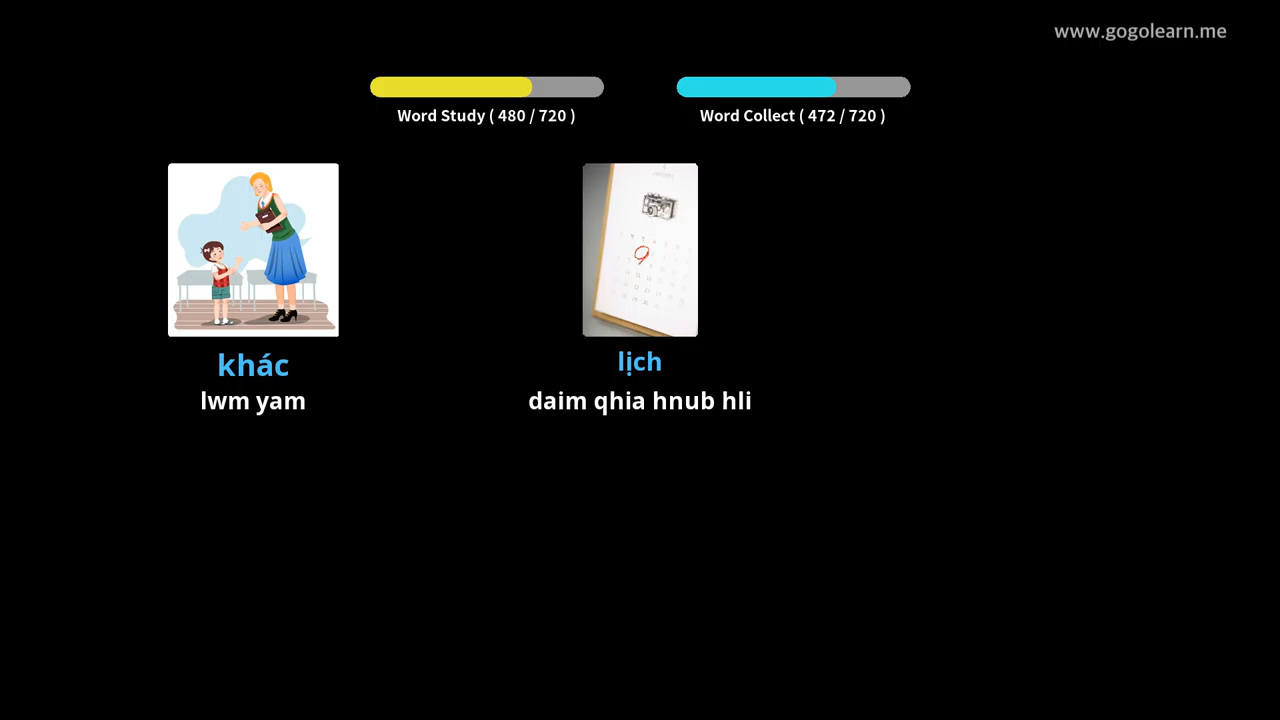 www.gogolearn.me
Word Study ( 480 / 720 )
Word Collect ( 472 / 720 )
khác
lwm yam
lịch
daim qhia hnub hli